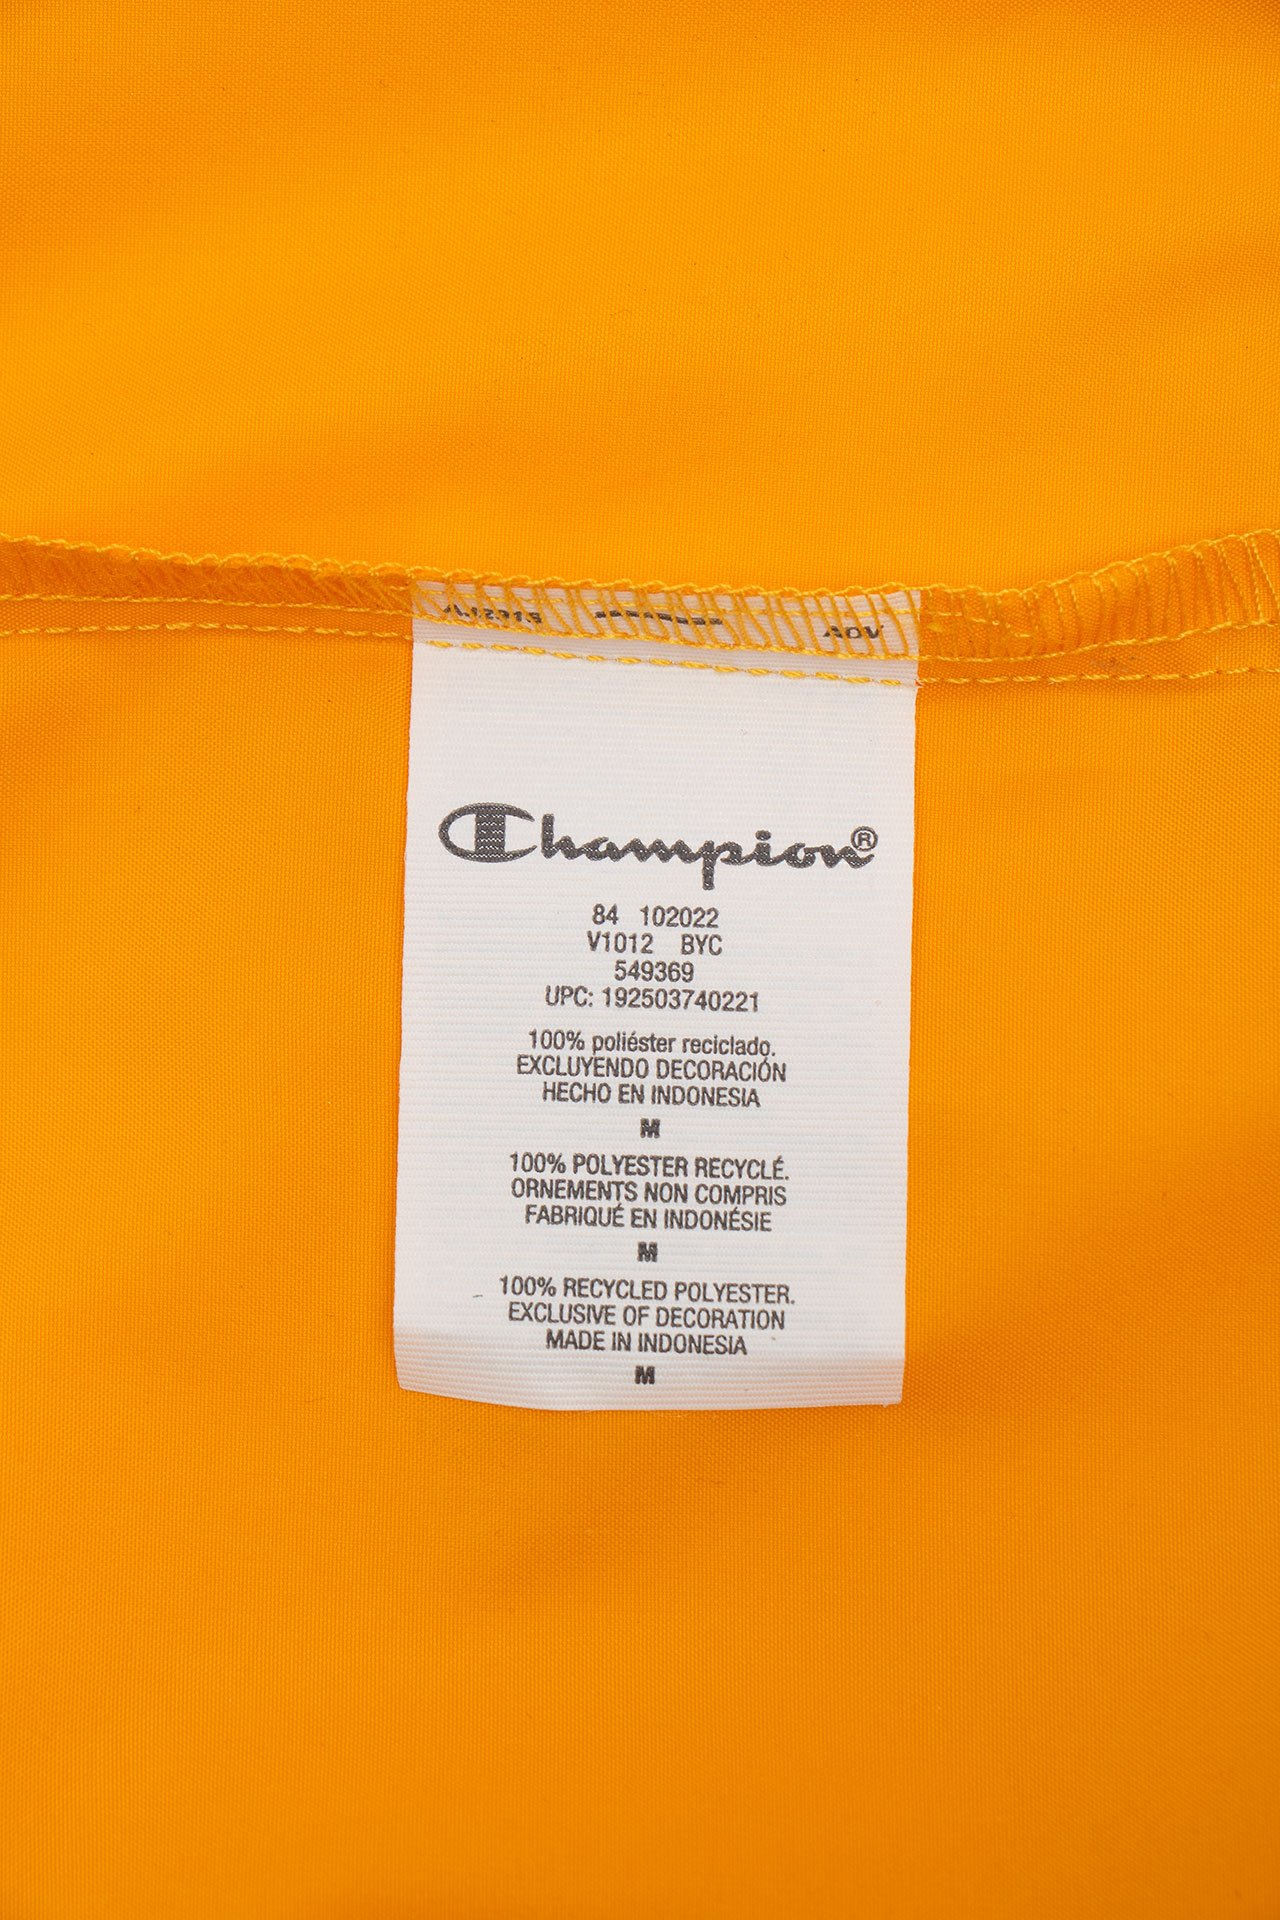 Champion®
84 102022
V1012 BYC
549369
UPC: 192503740221
100% poliéster reciclado.
EXCLUYENDO DECORACIÓN
HECHO EN INDONESIA
M
100% POLYESTER RECYCLÉ.
ORNEMENTS NON COMPRIS
FABRIQUÉ EN INDONÉSIE
M
100% RECYCLED POLYESTER.
EXCLUSIVE OF DECORATION
MADE IN INDONESIA
M